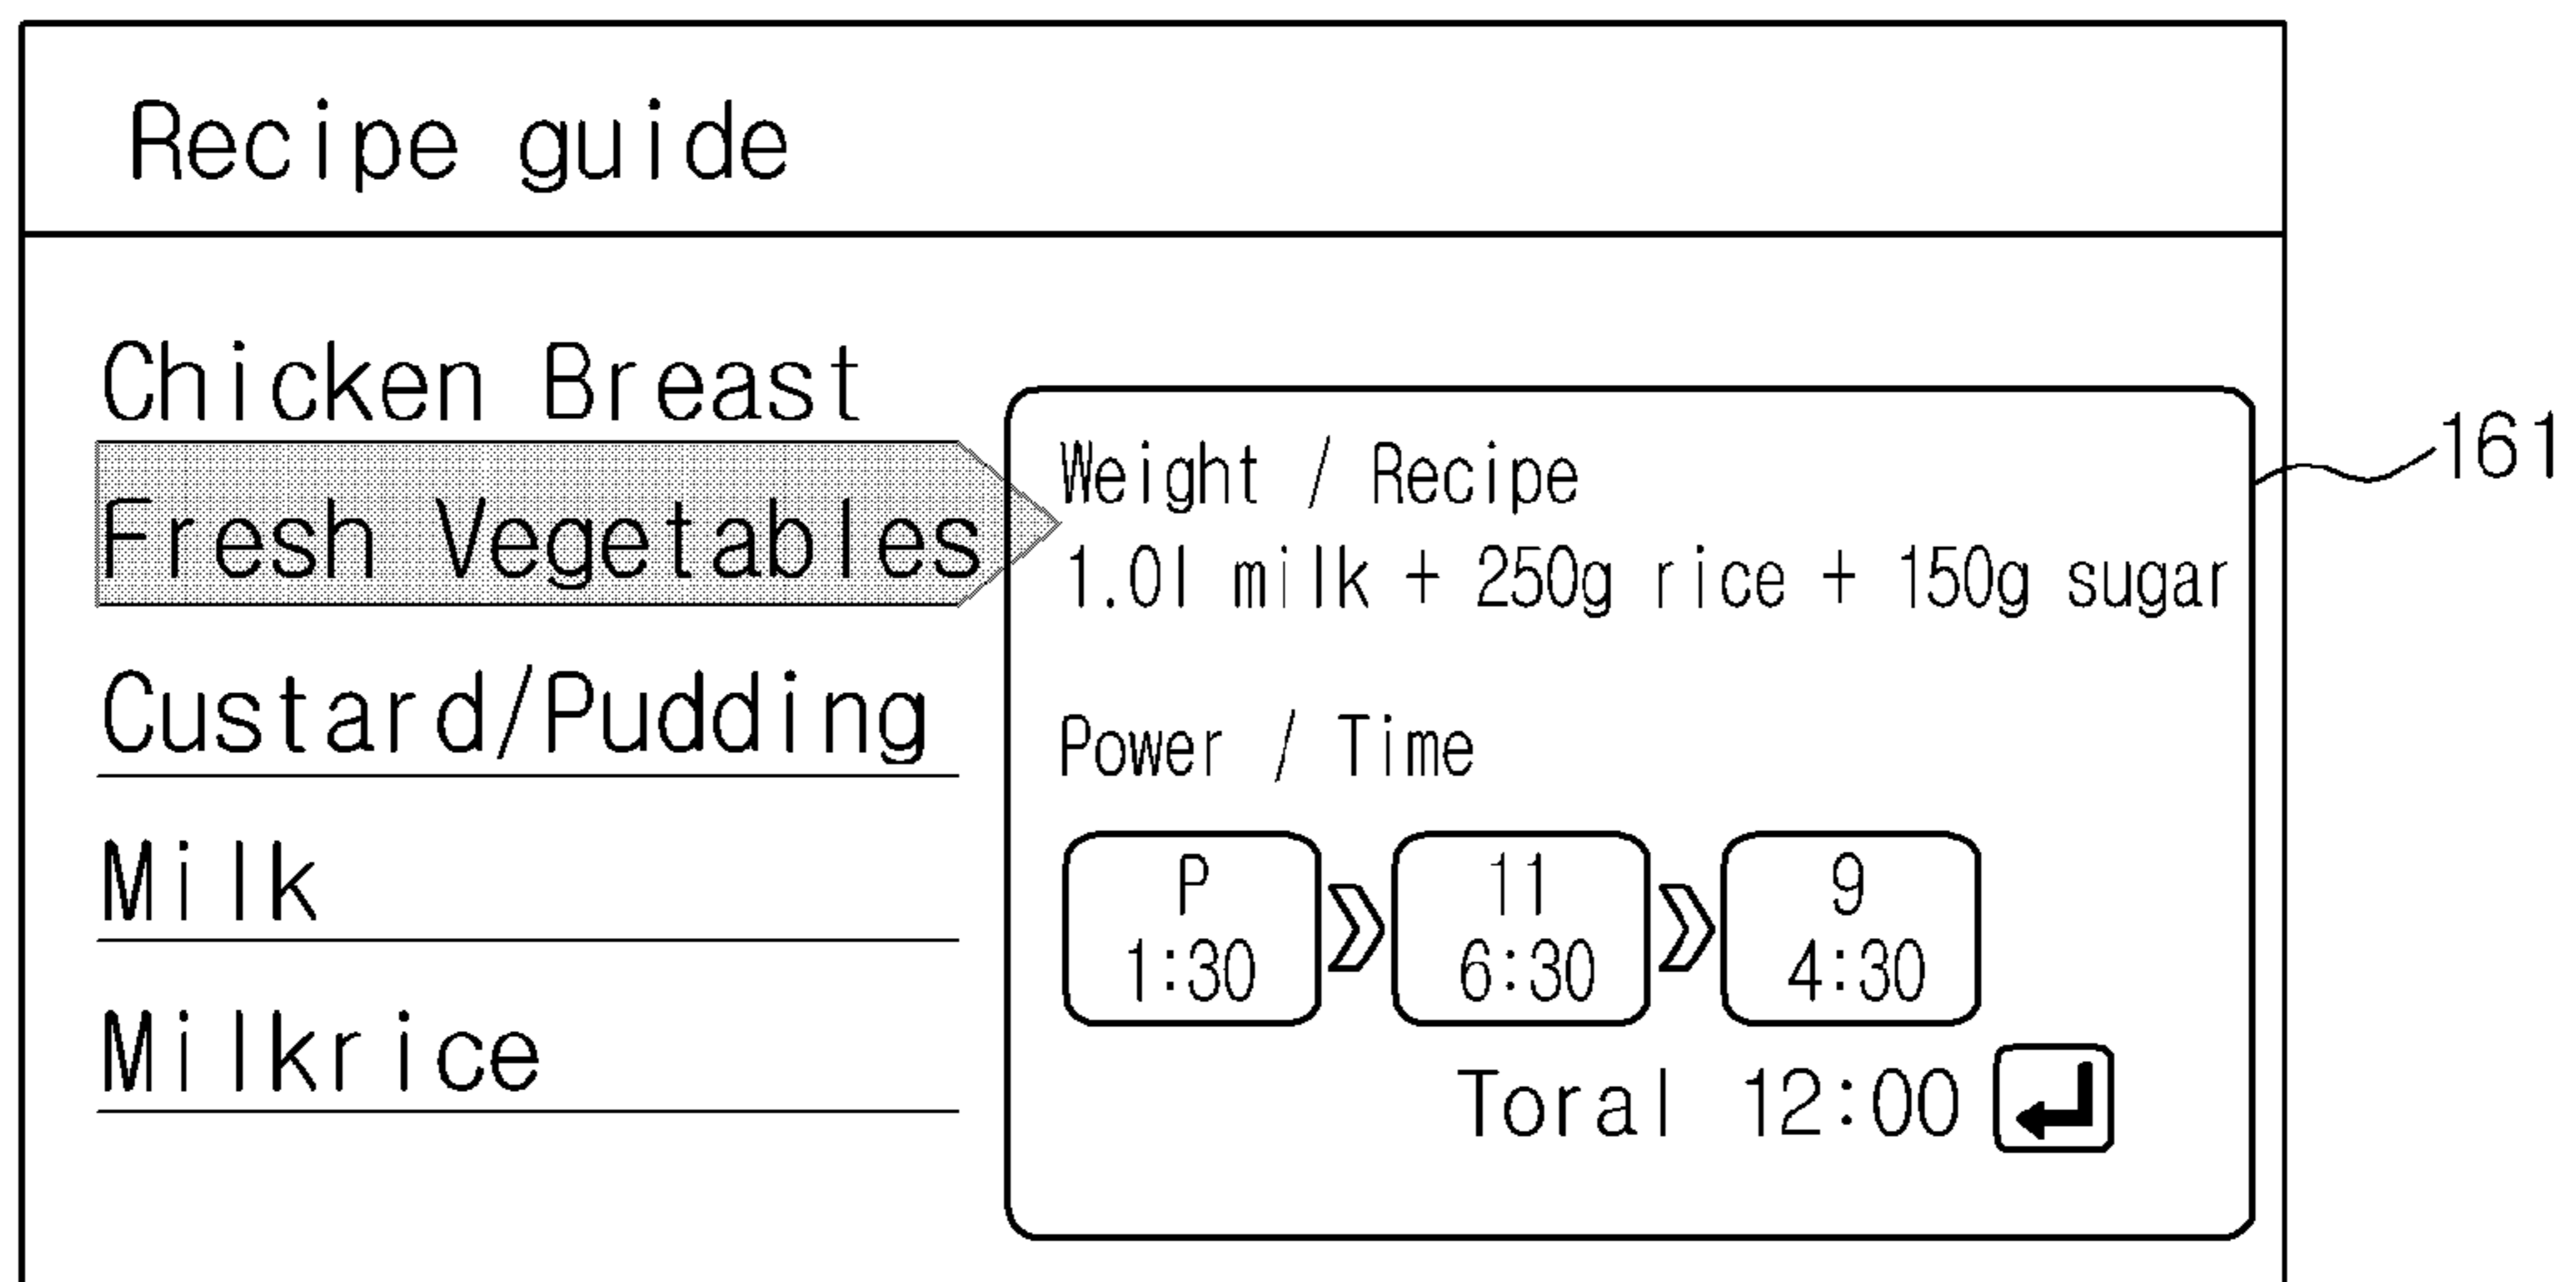 Recipe guide
Chicken Breast
Fresh Vegetables
Custard/Pudding
Milk
Milkrice
Weight / Recipe
1.0l milk + 250g rice + 150g sugar
Power / Time
P
1:30
11
6:30
9
4:30
Toral 12:00
161